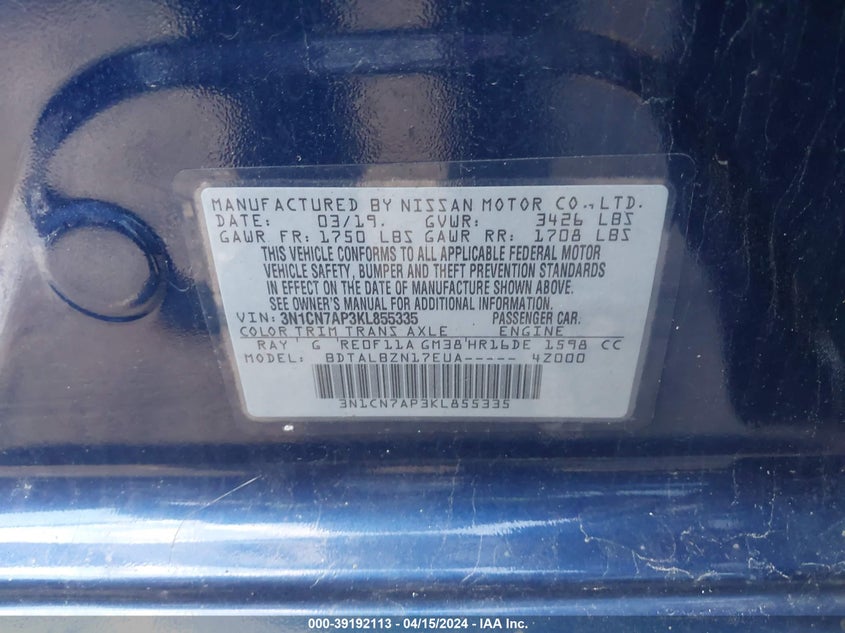 MANUFACTURED BY NISSAN MOTOR CO.,LTD.
DATE: 03/19. GVWR: 3426 LBS
GAWR FR: 1750 LBS GAWR RR: 1708 LBS
THIS VEHICLE CONFORMS TO ALL APPLICABLE FEDERAL MOTOR
VEHICLE SAFETY, BUMPER AND THEFT PREVENTION STANDARDS
IN EFFECT ON THE DATE OF MANUFACTURE SHOWN ABOVE.
SEE OWNER'S MANUAL FOR ADDITIONAL INFORMATION.
VIN: 3N1CN7AP3KL855335 PASSENGER CAR.
COLOR TRIM TRANS AXLE ENGINE
RAY' G 'RE0F11A GM38'HR16DE 1598 CC
MODEL: BDTALBZN17EUA----- 4Z000
3N1CN7AP3KL855335
000-39192113 - 04/15/2024 - IAA Inc.